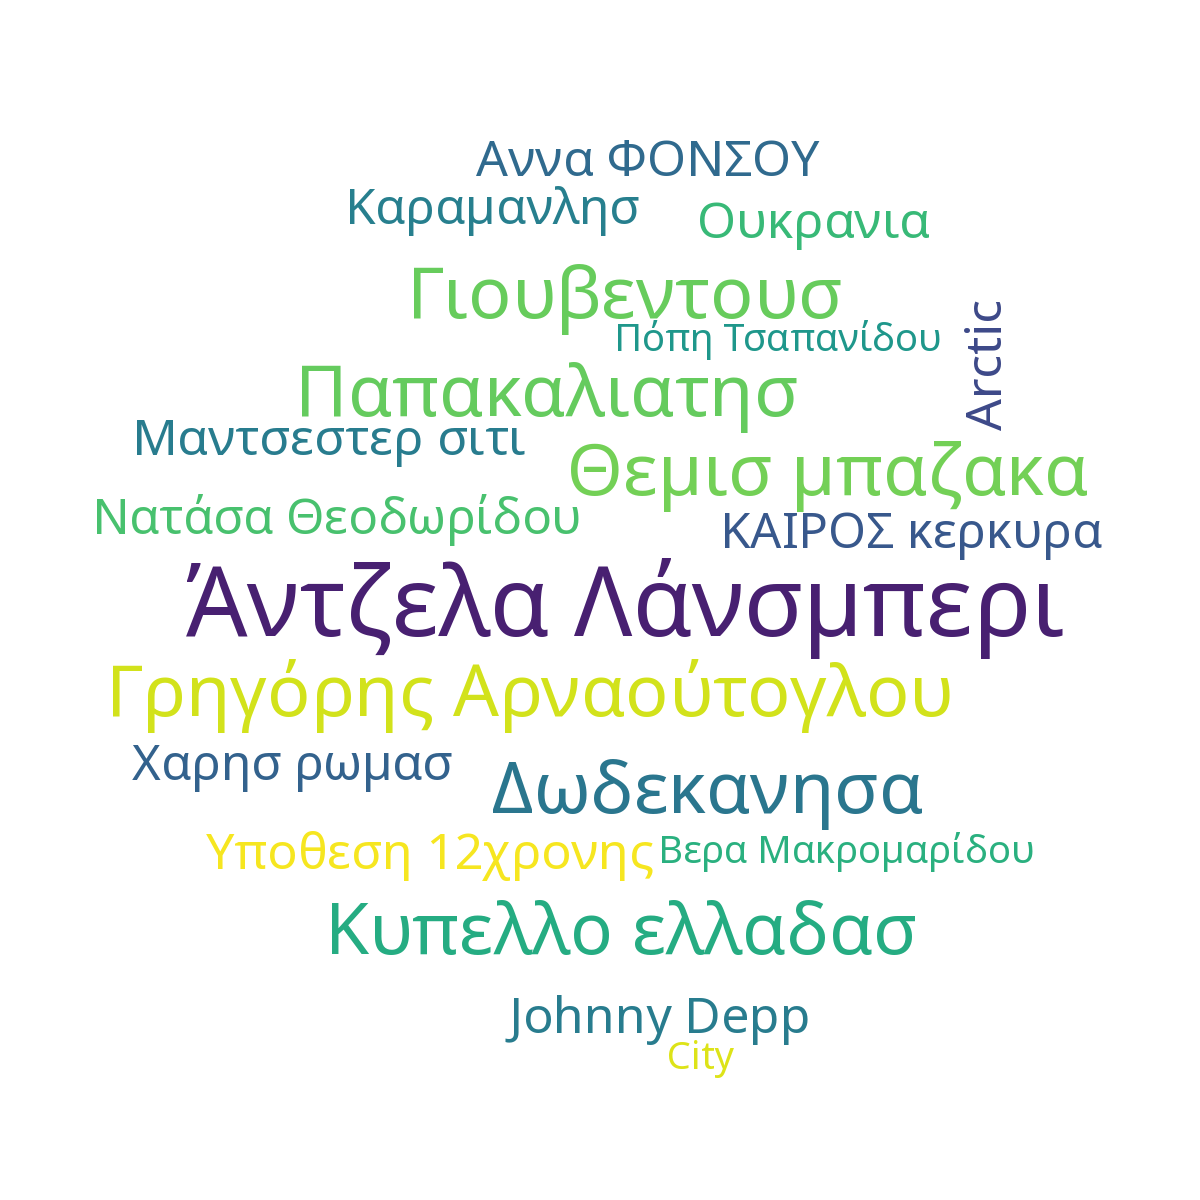 Αννα ΦΟΝΣΟΥ
Καραμανλησ
Ουκρανια
Γιουβεντουσ
Πόπη Τσαπανίδου
Arctic
Παπακαλιατησ
Μαντσεστερ σιτι
Θεμισ μπαζακα
Νατάσα Θεοδωρίδου
ΚΑΙΡΟΣ κερκυρα
Άντζελα Λάνσμπερι
Γρηγόρης Αρναούτογλου
Χαρησ ρωμασ
Δωδεκανησα
Υποθεση 12χρονης
Βερα Μακρομαρίδου
Κυπελλο ελλαδασ
Johnny Depp
City